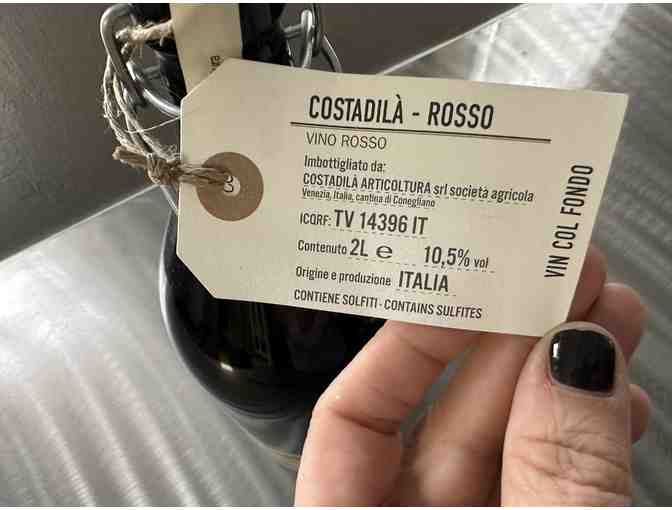 COSTADILÀ - ROSSO
VINO ROSSO
Imbottigliato da:
COSTADILÀ ARTICOLTURA srl società agricola
Venezia, Italia, cantina di Conegliano
ICQRF: TV 14396 IT
Contenuto 2L e 10,5% vol
Origine e produzione ITALIA
CONTIENE SOLFITI - CONTAINS SULFITES
VIN COL FONDO